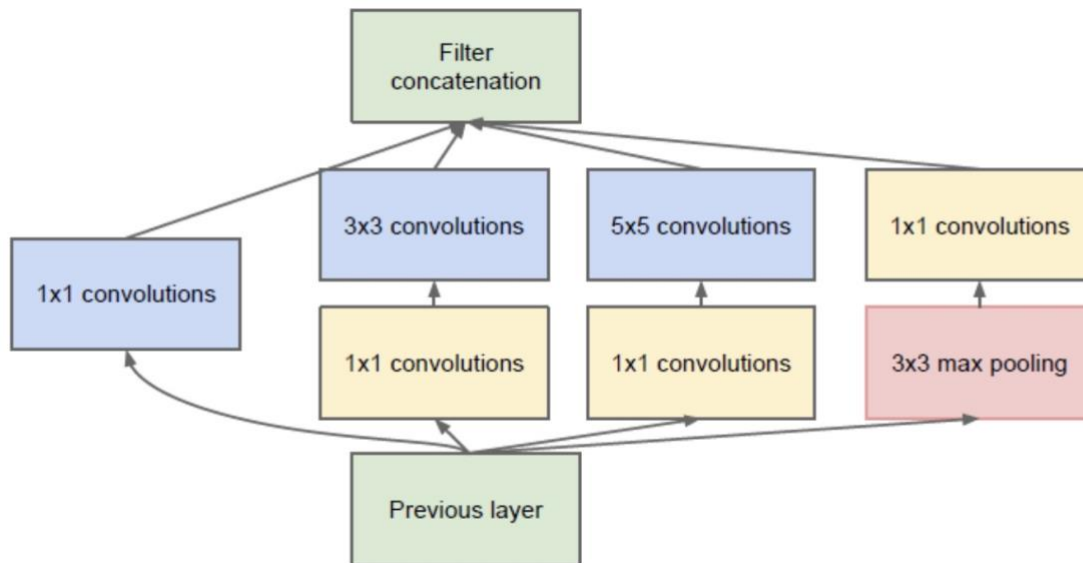 Filter
concatenation
3x3 convolutions
5x5 convolutions
1x1 convolutions
1x1 convolutions
1x1 convolutions
1x1 convolutions
3x3 max pooling
Previous layer